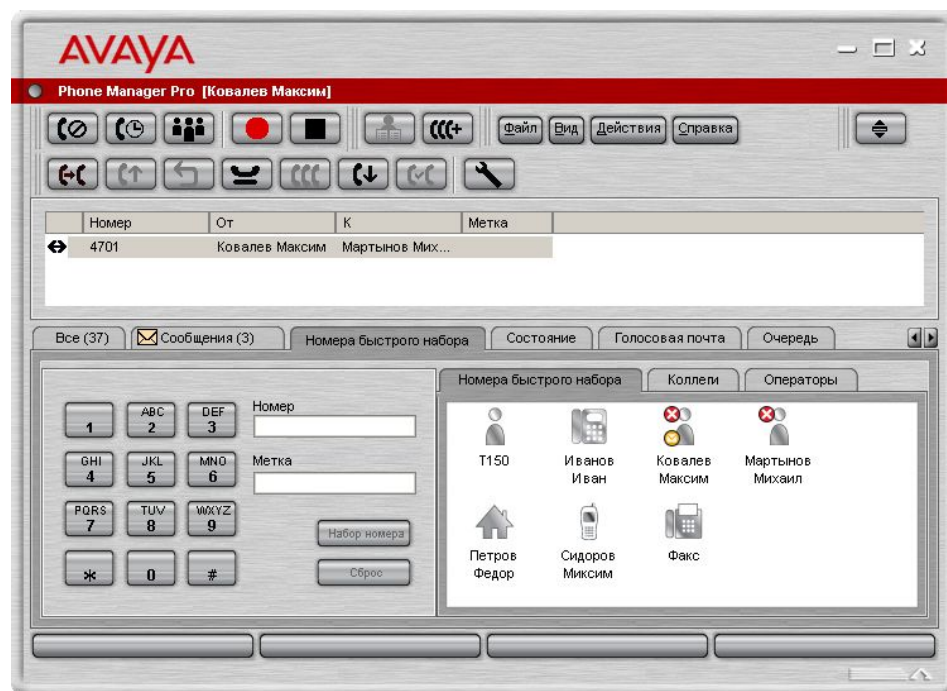 AVAYA
Phone Manager Pro [Ковалев Максим]
Файл Вид Действия Справка
Номер От К Метка
4701 Ковалев Максим Мартынов Мих...
Все (37) Сообщения (3) Номера быстрого набора Состояние Голосовая почта Очередь
Номера быстрого набора Коллеги Операторы
1 ABC 2 DEF 3
Номер
GHI 4 JKL 5 MNO 6
Метка
PQRS 7 TUV 8 WXYZ 9
Набор номера
* 0 #
Сброс
T150
Иванов
Иван
Ковалев
Максим
Мартынов
Михаил
Петров
Федор
Сидоров
Миксим
Факс